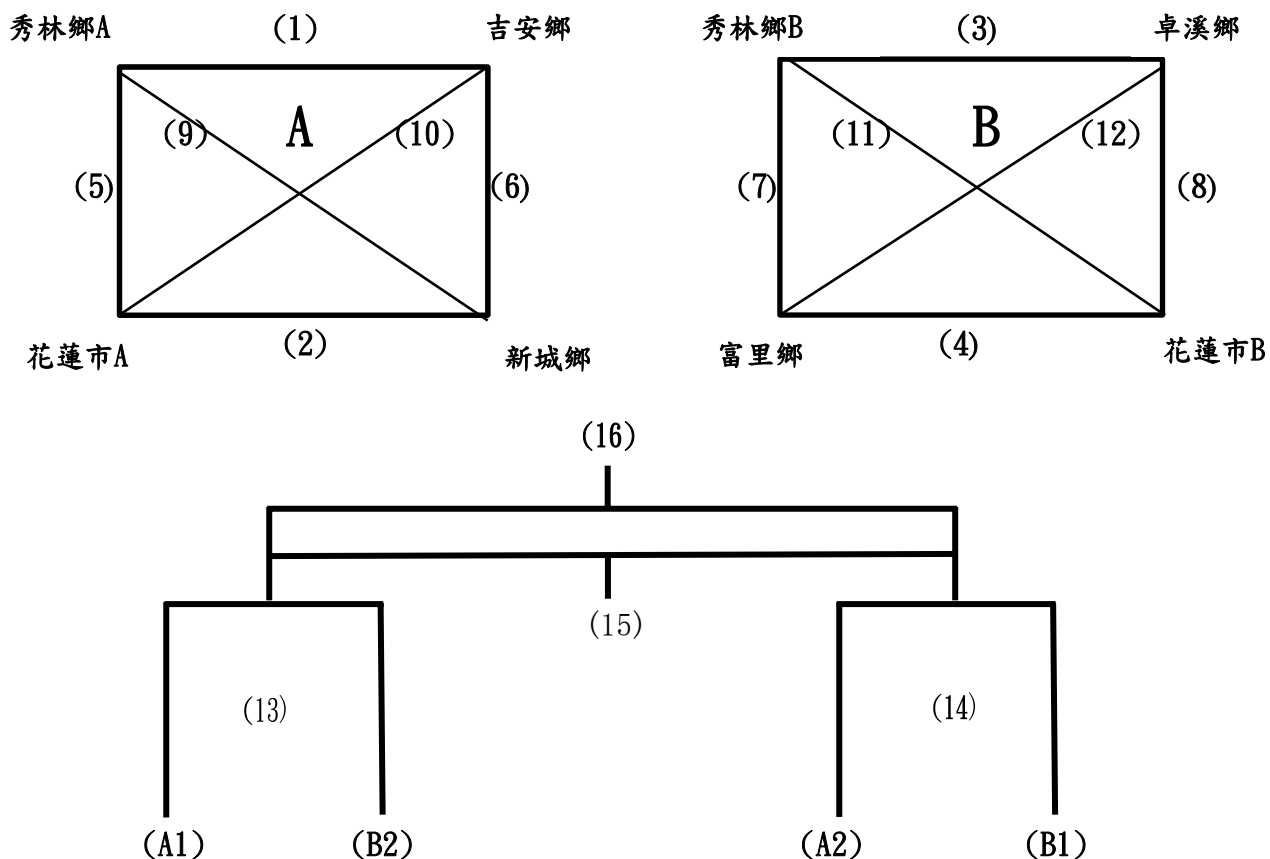 秀林鄉A (1) 吉安鄉 秀林鄉B (3) 卓溪鄉
(9) A (10) (11) B (12)
(5) (6) (7) (8)
花蓮市A (2) 新城鄉 富里鄉 (4) 花蓮市B
(16)
(15)
(13) (14)
(A1) (B2) (A2) (B1)